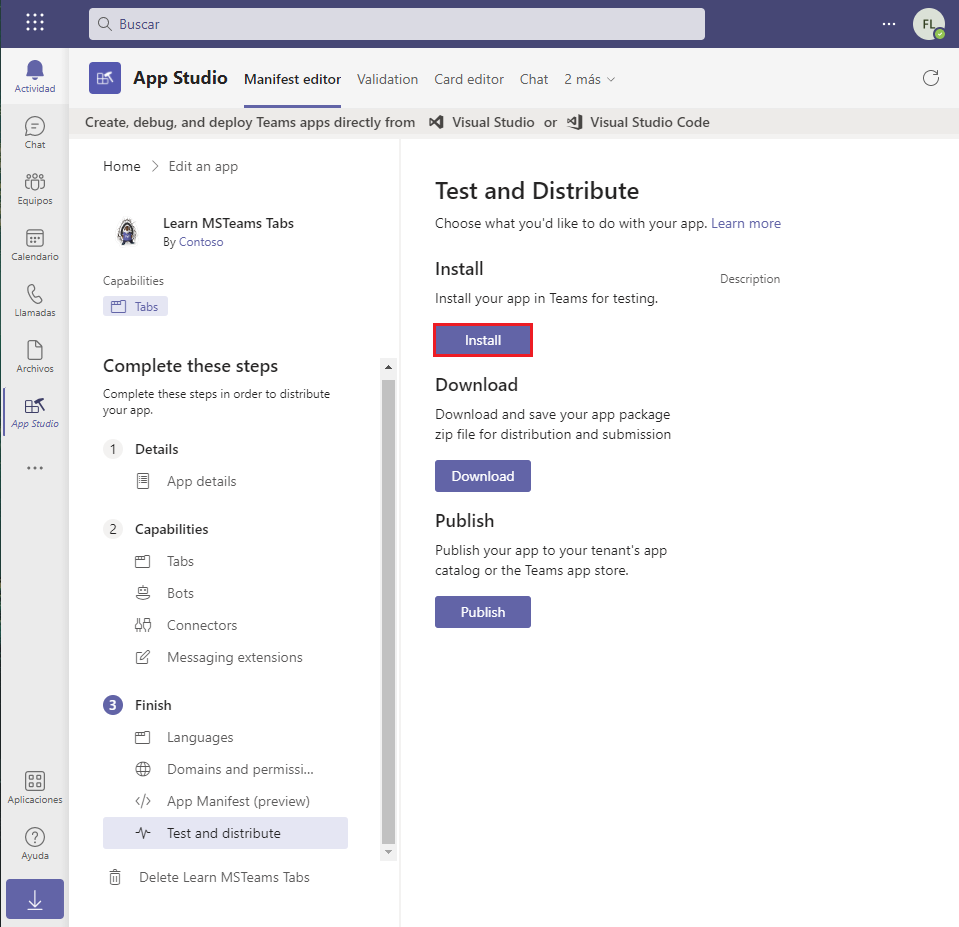 Buscar
FL
Actividad
Chat
Equipos
Calendario
Llamadas
Archivos
App Studio
Aplicaciones
Ayuda
App Studio
Manifest editor
Validation
Card editor
Chat
2 más
Create, debug, and deploy Teams apps directly from Visual Studio or Visual Studio Code
Home > Edit an app
Learn MSTeams Tabs
By Contoso
Capabilities
Tabs
Complete these steps
Complete these steps in order to distribute
your app.
1 Details
App details
2 Capabilities
Tabs
Bots
Connectors
Messaging extensions
3 Finish
Languages
Domains and permissi...
App Manifest (preview)
Test and distribute
Delete Learn MSTeams Tabs
Test and Distribute
Choose what you'd like to do with your app. Learn more
Install
Description
Install your app in Teams for testing.
Install
Download
Download and save your app package
zip file for distribution and submission
Download
Publish
Publish your app to your tenant's app
catalog or the Teams app store.
Publish